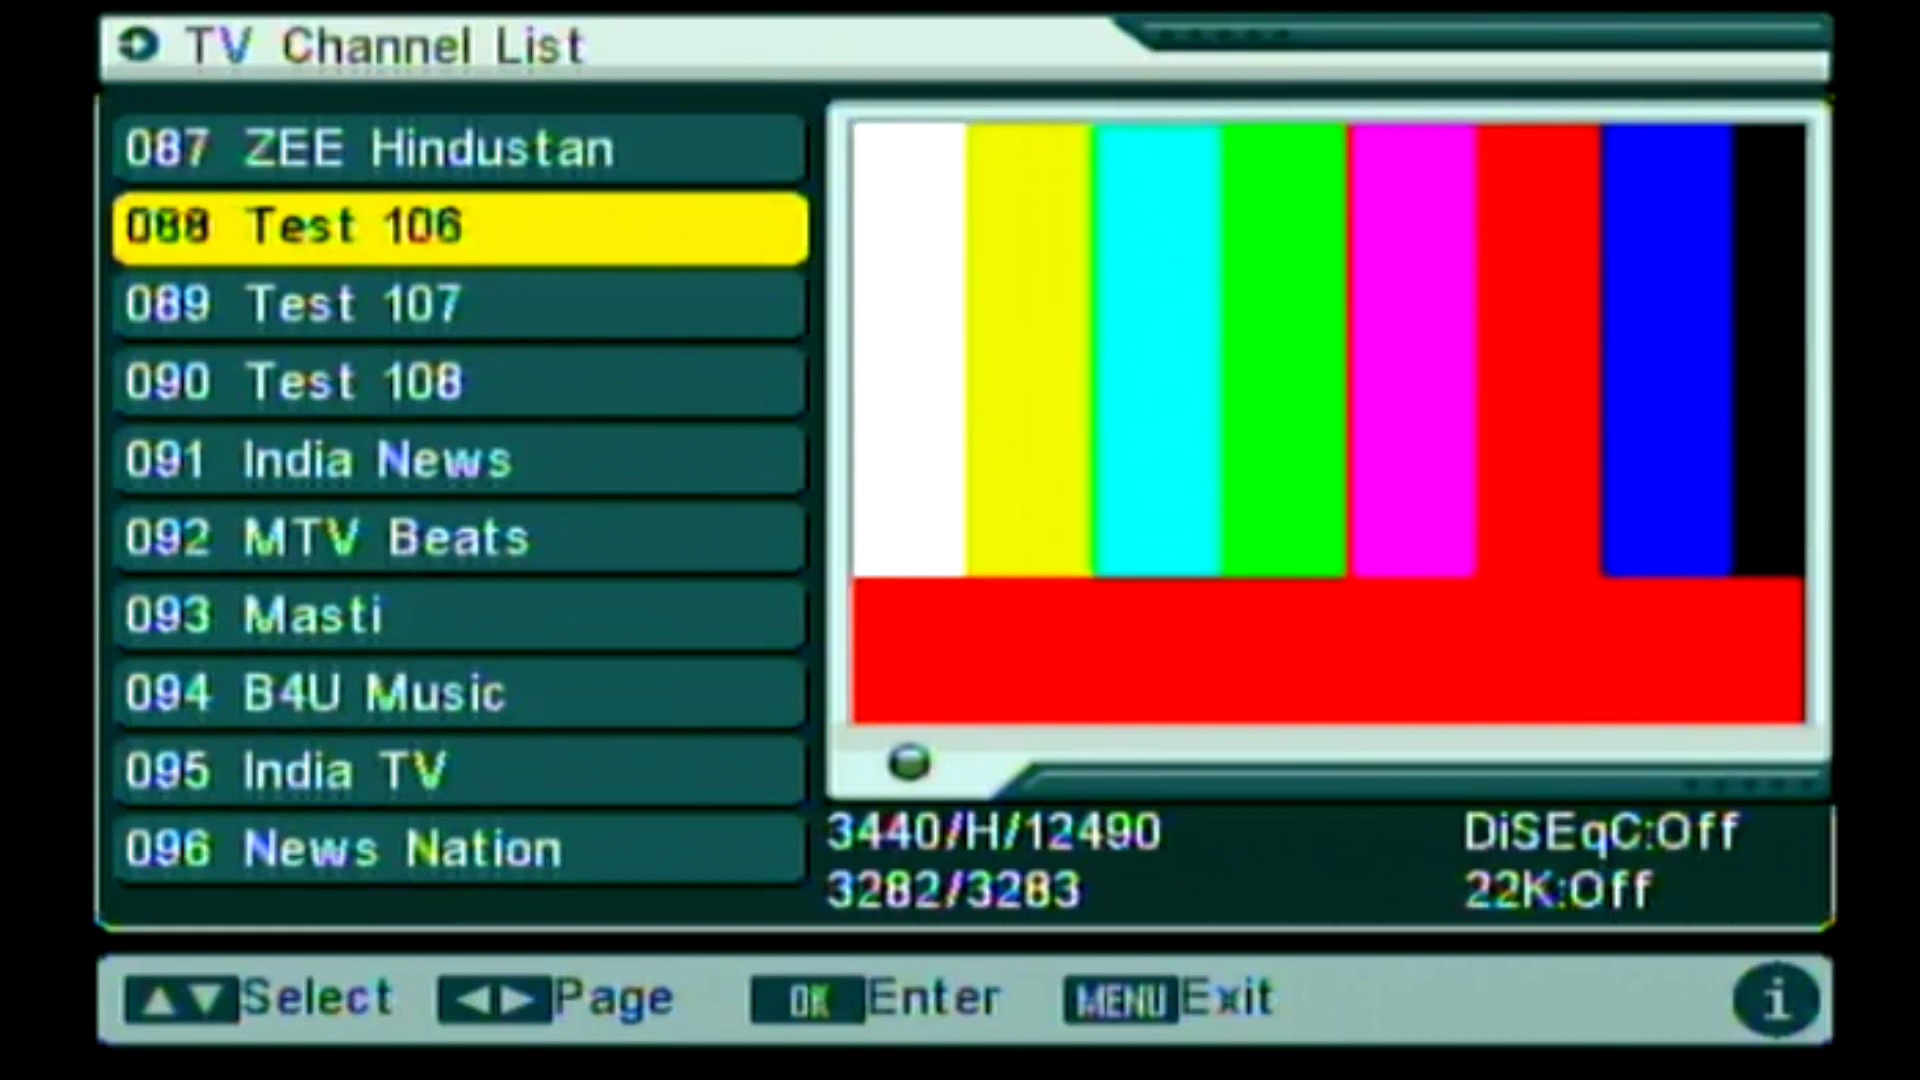 TV Channel List
087 ZEE Hindustan
088 Test 106
089 Test 107
090 Test 108
091 India News
092 MTV Beats
093 Masti
094 B4U Music
095 India TV
096 News Nation
3440/H/12490 DiSEqC:Off
3282/3283 22K:Off
Select Page OK Enter MENU Exit i